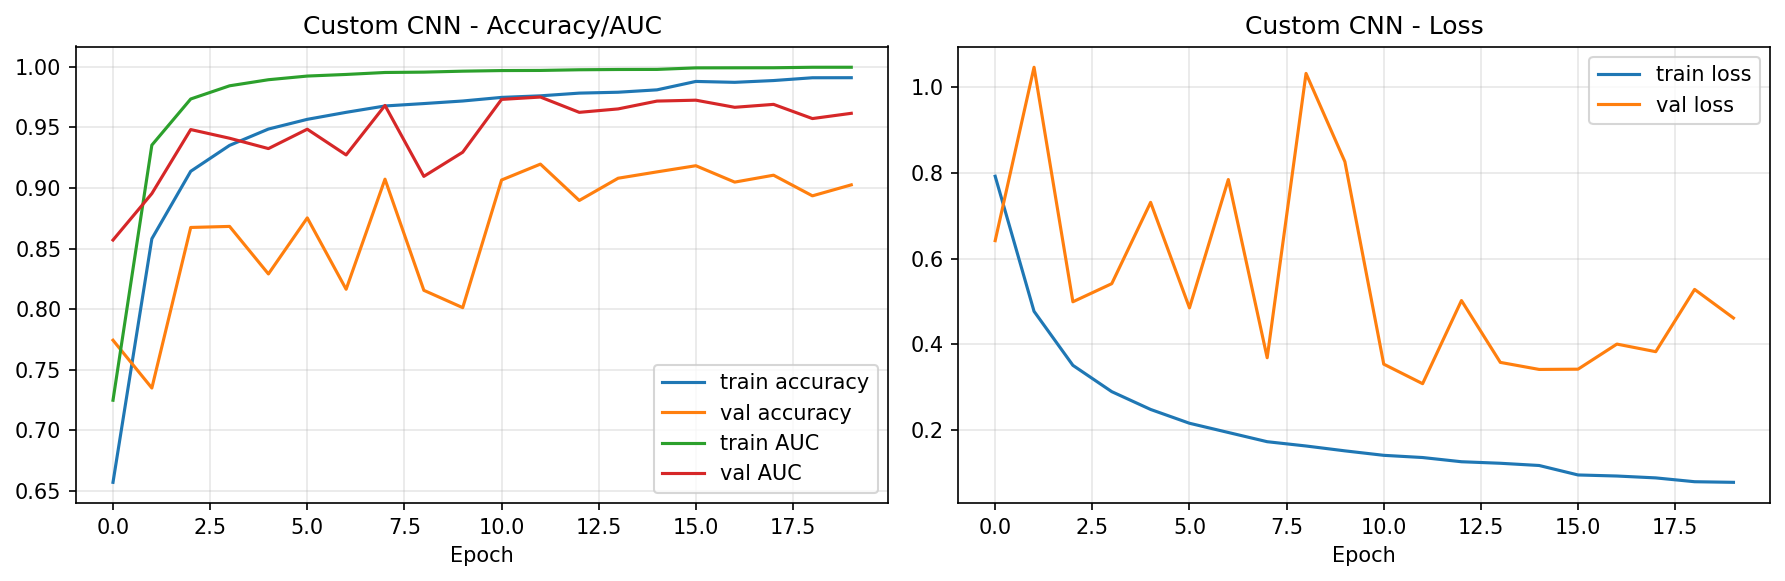 Custom CNN - Accuracy/AUC
1.00
0.95
0.90
0.85
0.80
0.75
0.70
0.65
train accuracy
val accuracy
train AUC
val AUC
0.0 2.5 5.0 7.5 10.0 12.5 15.0 17.5
Epoch
Custom CNN - Loss
1.0
0.8
0.6
0.4
0.2
train loss
val loss
0.0 2.5 5.0 7.5 10.0 12.5 15.0 17.5
Epoch